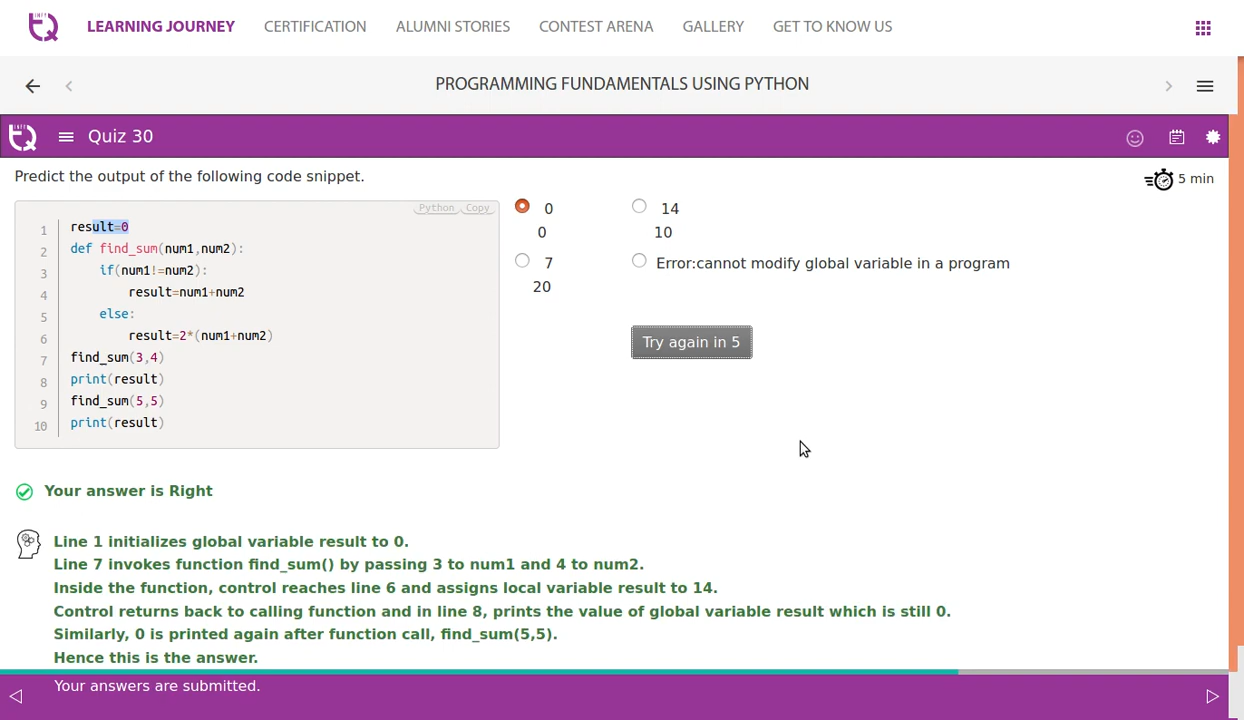 LEARNING JOURNEY
CERTIFICATION
ALUMNI STORIES
CONTEST ARENA
GALLERY
GET TO KNOW US
PROGRAMMING FUNDAMENTALS USING PYTHON
Quiz 30
Predict the output of the following code snippet.
5 min
Python Copy
1 result=0
2 def find_sum(num1,num2):
3     if(num1!=num2):
4         result=num1+num2
5     else:
6         result=2*(num1+num2)
7 find_sum(3,4)
8 print(result)
9 find_sum(5,5)
10 print(result)
0
0
14
10
7
20
Error:cannot modify global variable in a program
Try again in 5
Your answer is Right
Line 1 initializes global variable result to 0.
Line 7 invokes function find_sum() by passing 3 to num1 and 4 to num2.
Inside the function, control reaches line 6 and assigns local variable result to 14.
Control returns back to calling function and in line 8, prints the value of global variable result which is still 0.
Similarly, 0 is printed again after function call, find_sum(5,5).
Hence this is the answer.
Your answers are submitted.